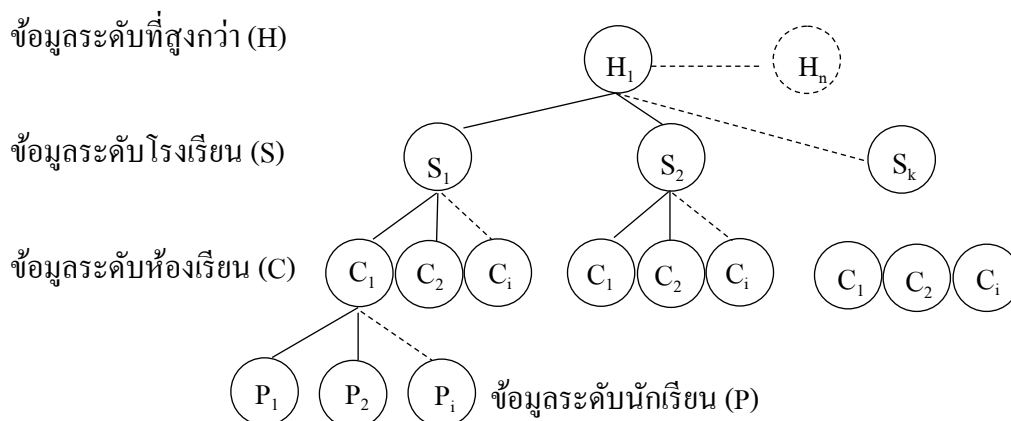 ข้อมูลระดับที่สูงกว่า (H) H₁ Hₙ
ข้อมูลระดับโรงเรียน (S) S₁ S₂ Sₖ
ข้อมูลระดับห้องเรียน (C) C₁ C₂ Cᵢ C₁ C₂ Cᵢ C₁ C₂ Cᵢ
P₁ P₂ Pᵢ ข้อมูลระดับนักเรียน (P)